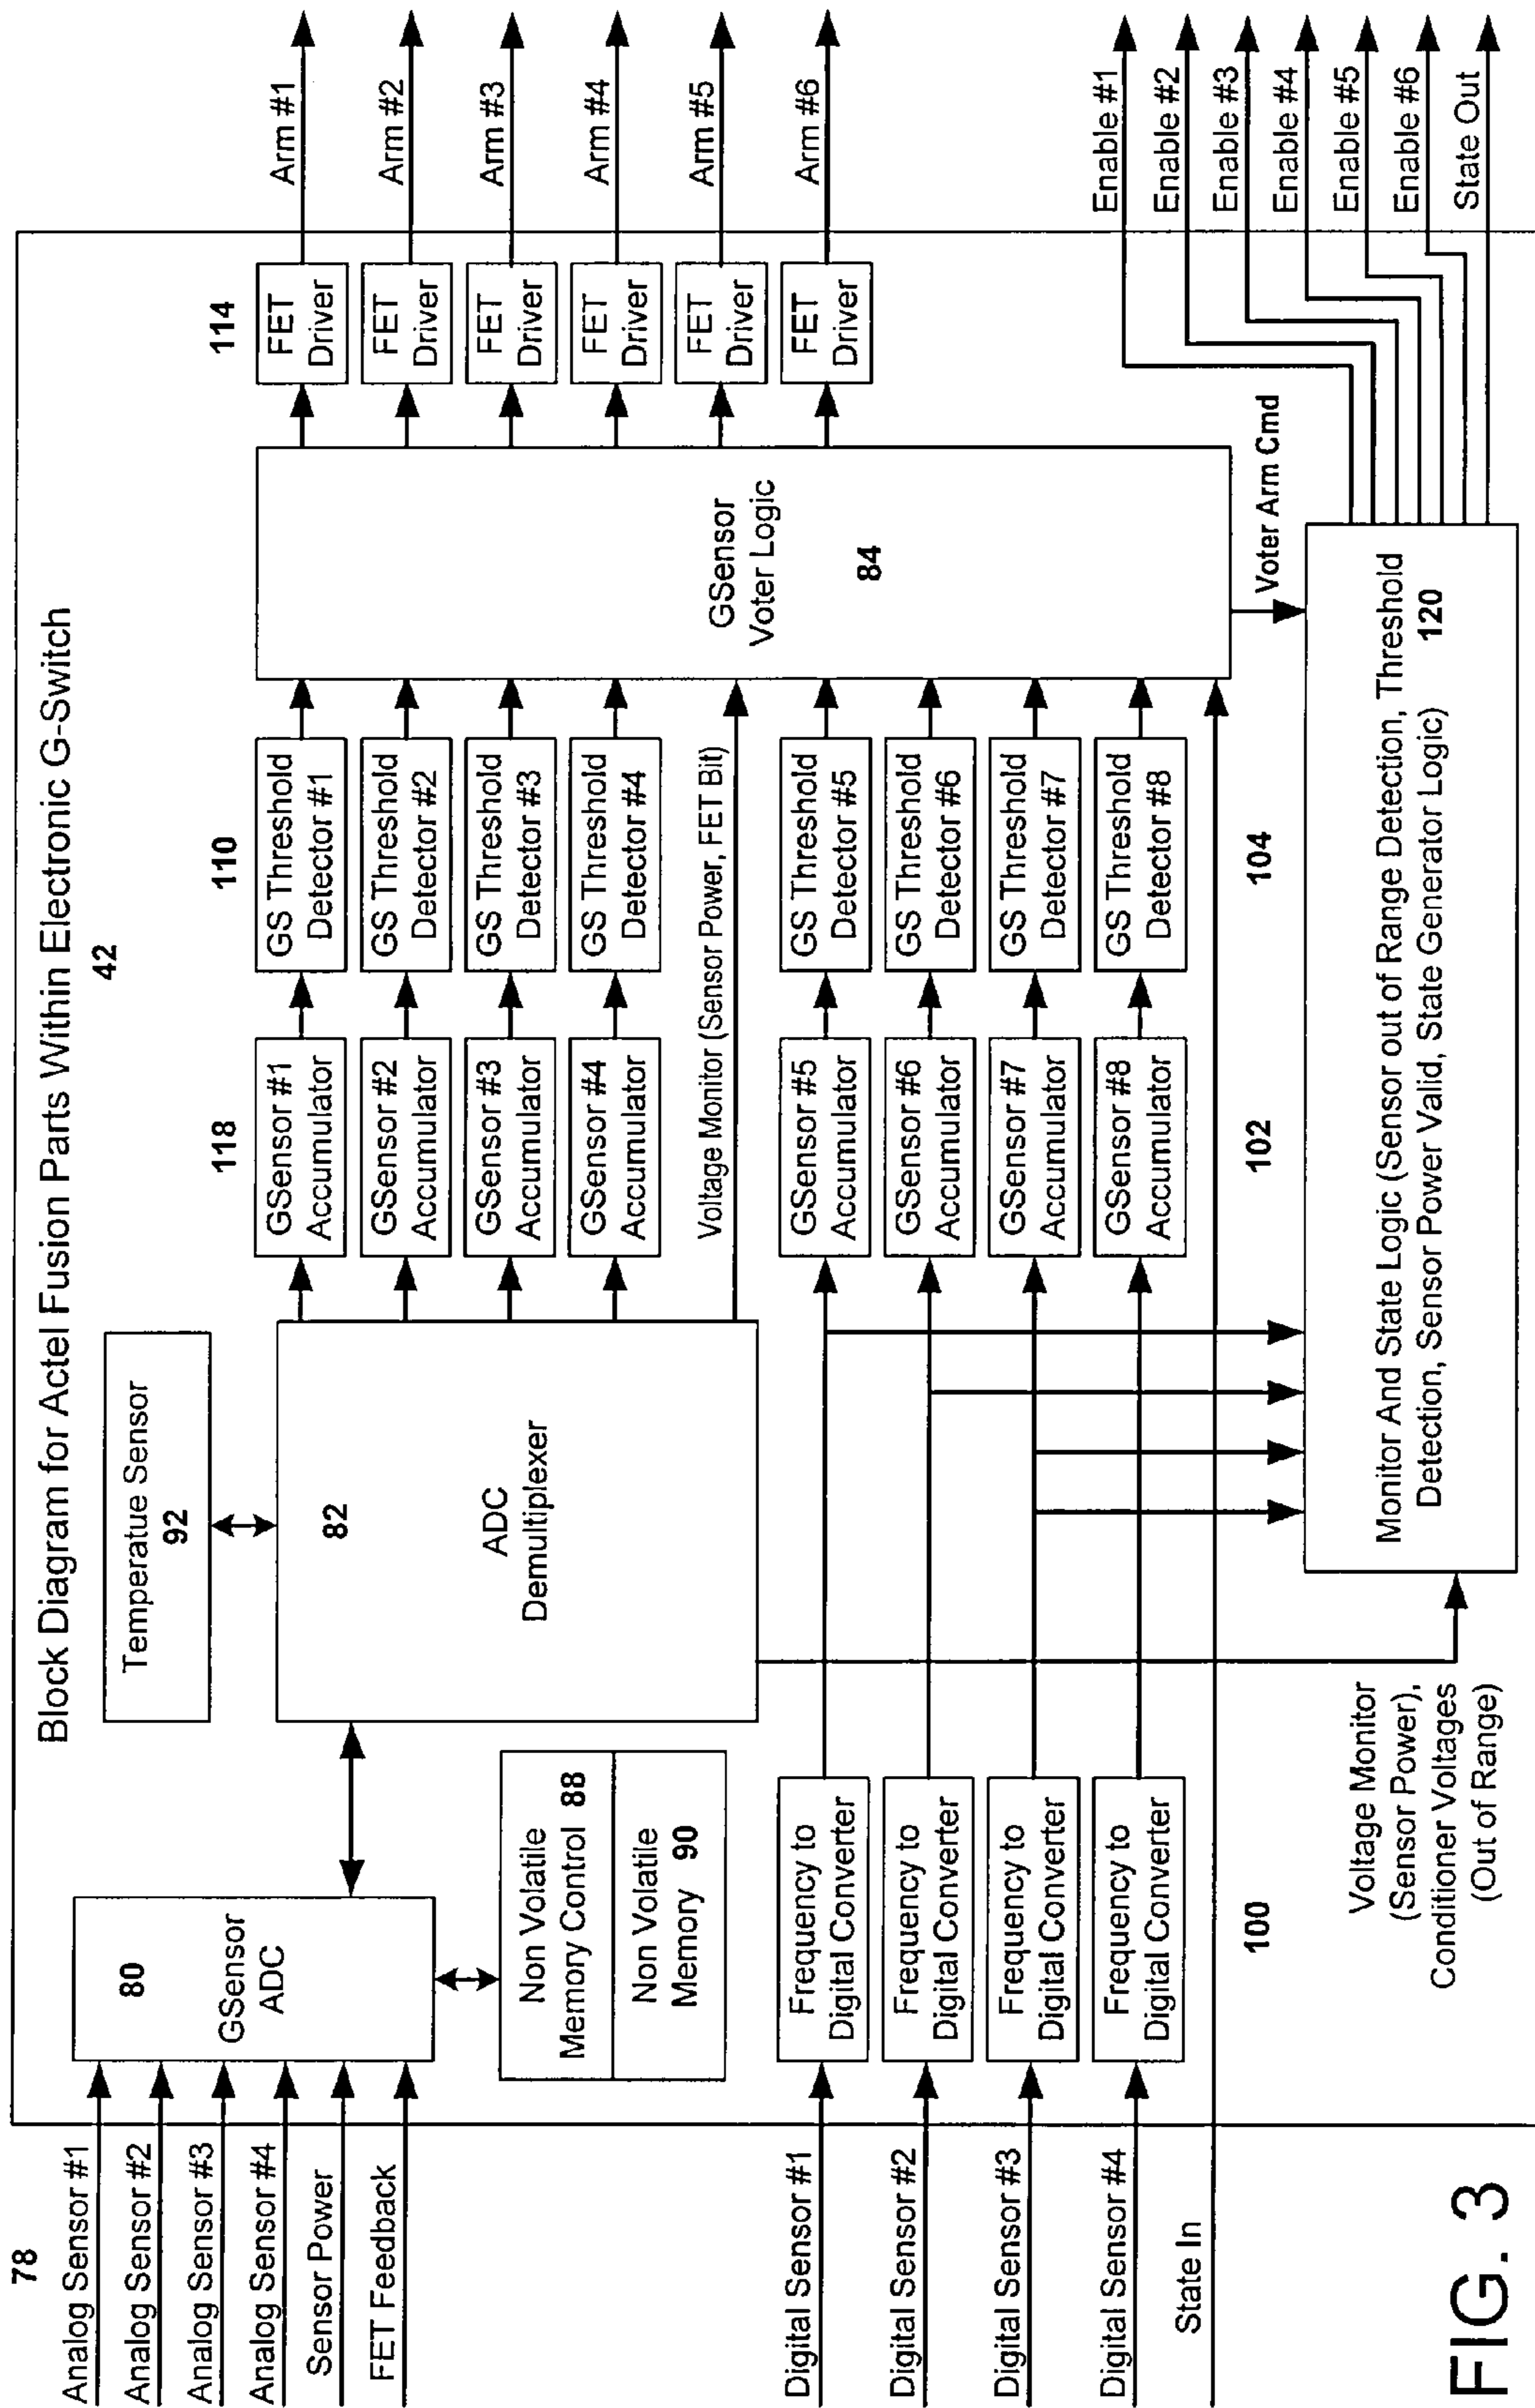 Block Diagram for Actel Fusion Parts Within Electronic G-Switch
42
78
Analog Sensor #1
Analog Sensor #2
Analog Sensor #3
Analog Sensor #4
Sensor Power
FET Feedback
80
GSensor
ADC
Non Volatile
Memory Control 88
Non Volatile
Memory 90
Temperatue Sensor
92
82
ADC
Demultiplexer
118
GSensor #1
Accumulator
GSensor #2
Accumulator
GSensor #3
Accumulator
GSensor #4
Accumulator
110
GS Threshold
Detector #1
GS Threshold
Detector #2
GS Threshold
Detector #3
GS Threshold
Detector #4
Voltage Monitor (Sensor Power, FET Bit)
GSensor
Voter Logic
84
114
FET
Driver
FET
Driver
FET
Driver
FET
Driver
FET
Driver
FET
Driver
Arm #1
Arm #2
Arm #3
Arm #4
Arm #5
Arm #6
Digital Sensor #1
Digital Sensor #2
Digital Sensor #3
Digital Sensor #4
State In
Frequency to
Digital Converter
Frequency to
Digital Converter
Frequency to
Digital Converter
Frequency to
Digital Converter
100
GSensor #5
Accumulator
GSensor #6
Accumulator
GSensor #7
Accumulator
GSensor #8
Accumulator
102
GS Threshold
Detector #5
GS Threshold
Detector #6
GS Threshold
Detector #7
GS Threshold
Detector #8
104
Voter Arm Cmd
Voltage Monitor
(Sensor Power),
Conditioner Voltages
(Out of Range)
Monitor And State Logic (Sensor out of Range Detection, Threshold
Detection, Sensor Power Valid, State Generator Logic) 120
Enable #1
Enable #2
Enable #3
Enable #4
Enable #5
Enable #6
State Out
FIG. 3